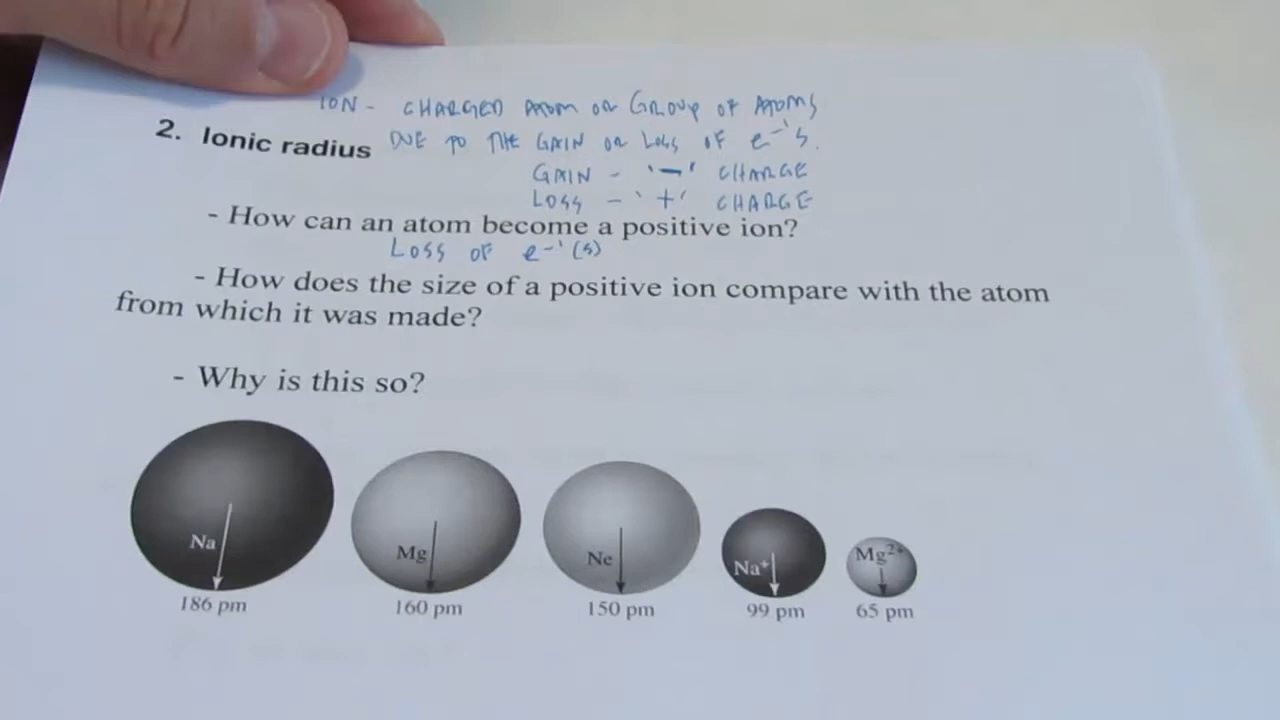 ION - CHARGED ATOM OR GROUP OF ATOMS
2. Ionic radius DUE TO THE GAIN OR LOSS OF e⁻¹'s.
GAIN - '-' CHARGE
LOSS - '+' CHARGE
- How can an atom become a positive ion?
LOSS OF e⁻¹(s)
- How does the size of a positive ion compare with the atom
from which it was made?
- Why is this so?
Na Mg Ne Na⁺ Mg²⁺
186 pm 160 pm 150 pm 99 pm 65 pm